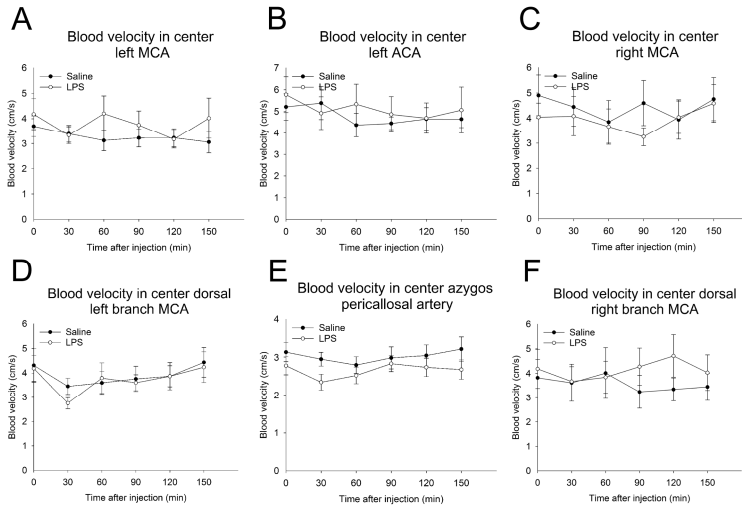 A
Blood velocity in center
left MCA
Saline
LPS
6
5
4
3
2
1
0
Blood velocity (cm/s)
0 30 60 90 120 150
Time after injection (min)
B
Blood velocity in center
left ACA
Saline
LPS
7
6
5
4
3
2
1
0
Blood velocity (cm/s)
0 30 60 90 120 150
Time after injection (min)
C
Blood velocity in center
right MCA
Saline
LPS
6
5
4
3
2
1
0
Blood velocity (cm/s)
0 30 60 90 120 150
Time after injection (min)
D
Blood velocity in center dorsal
left branch MCA
Saline
LPS
6
5
4
3
2
1
0
Blood velocity (cm/s)
0 30 60 90 120 150
Time after injection (min)
E
Blood velocity in center azygos
pericallosal artery
Saline
LPS
5
4
3
2
1
0
Blood velocity (cm/s)
0 30 60 90 120 150
Time after injection (min)
F
Blood velocity in center dorsal
right branch MCA
Saline
LPS
6
5
4
3
2
1
0
Blood velocity (cm/s)
0 30 60 90 120 150
Time after injection (min)